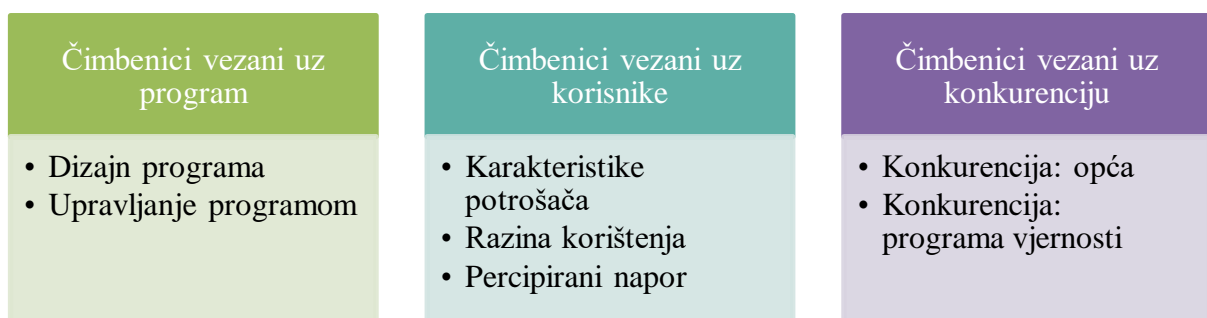 Čimbenici vezani uz
program
• Dizajn programa
• Upravljanje programom
Čimbenici vezani uz
korisnike
• Karakteristike
potrošača
• Razina korištenja
• Percipirani napor
Čimbenici vezani uz
konkurenciju
• Konkurencija: opća
• Konkurencija:
programa vjernosti